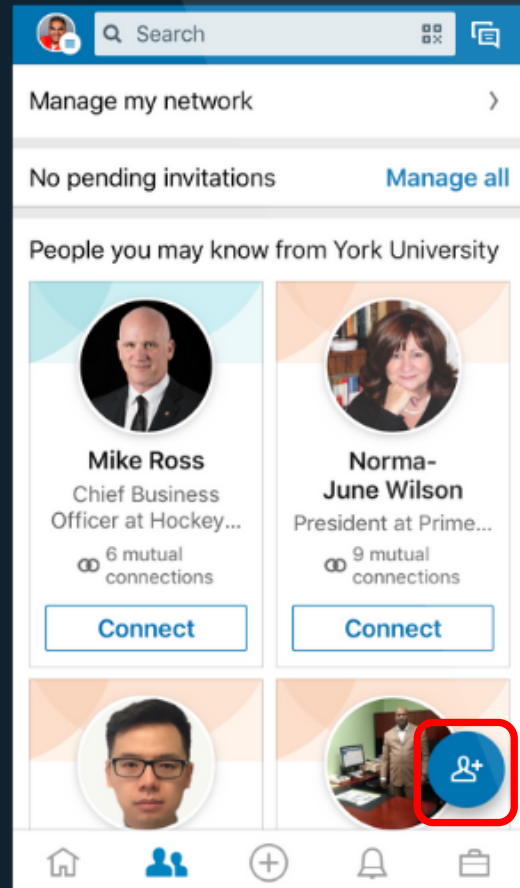 Search
Manage my network
No pending invitations Manage all
People you may know from York University
Mike Ross
Chief Business
Officer at Hockey...
6 mutual
connections
Connect
Norma-
June Wilson
President at Prime...
9 mutual
connections
Connect